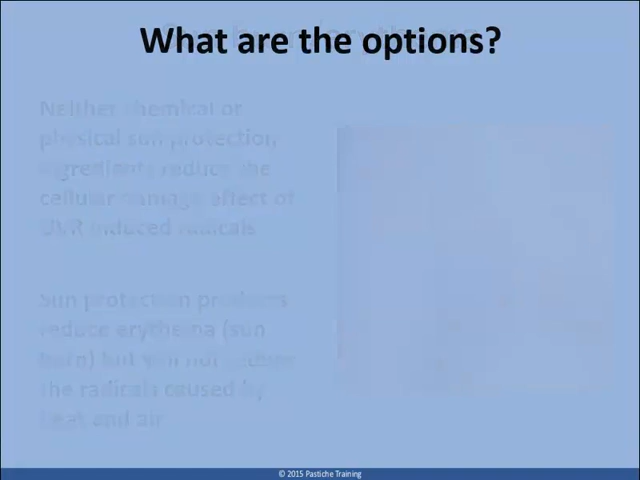 What are the options?
Neither chemical or
physical sun protection
ingredients reduce the
cellular damage effect of
UVR induced radicals
Sun protection products
reduce erythema (sun
burn) but will not reduce
the radicals caused by
heat and air
© 2015 Pastiche Training